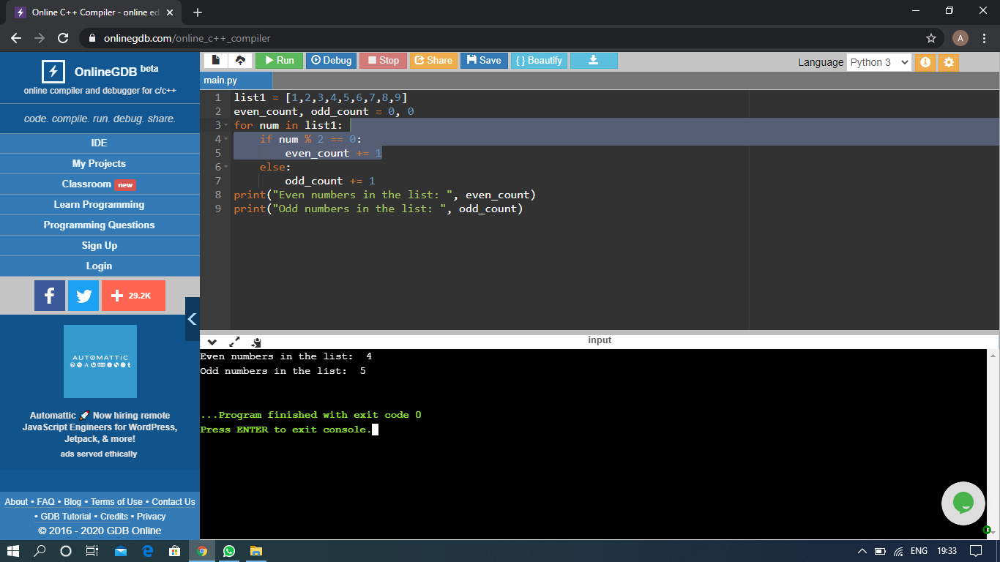 Online C++ Compiler - online ed
onlinegdb.com/online_c++_compiler
A
OnlineGDB beta
online compiler and debugger for c/c++
code. compile. run. debug. share.
IDE
My Projects
Classroom new
Learn Programming
Programming Questions
Sign Up
Login
29.2K
AUTOMATTIC
Automattic 🚀 Now hiring remote
JavaScript Engineers for WordPress,
Jetpack, & more!
ads served ethically
About • FAQ • Blog • Terms of Use • Contact Us
• GDB Tutorial • Credits • Privacy
© 2016 - 2020 GDB Online
Run Debug Stop Share Save { } Beautify
Language Python 3
main.py
1 list1 = [1,2,3,4,5,6,7,8,9]
2 even_count, odd_count = 0, 0
3 for num in list1:
4     if num % 2 == 0:
5         even_count += 1
6     else:
7         odd_count += 1
8 print("Even numbers in the list: ", even_count)
9 print("Odd numbers in the list: ", odd_count)
input
Even numbers in the list:  4
Odd numbers in the list:  5
...Program finished with exit code 0
Press ENTER to exit console.
ENG 19:33